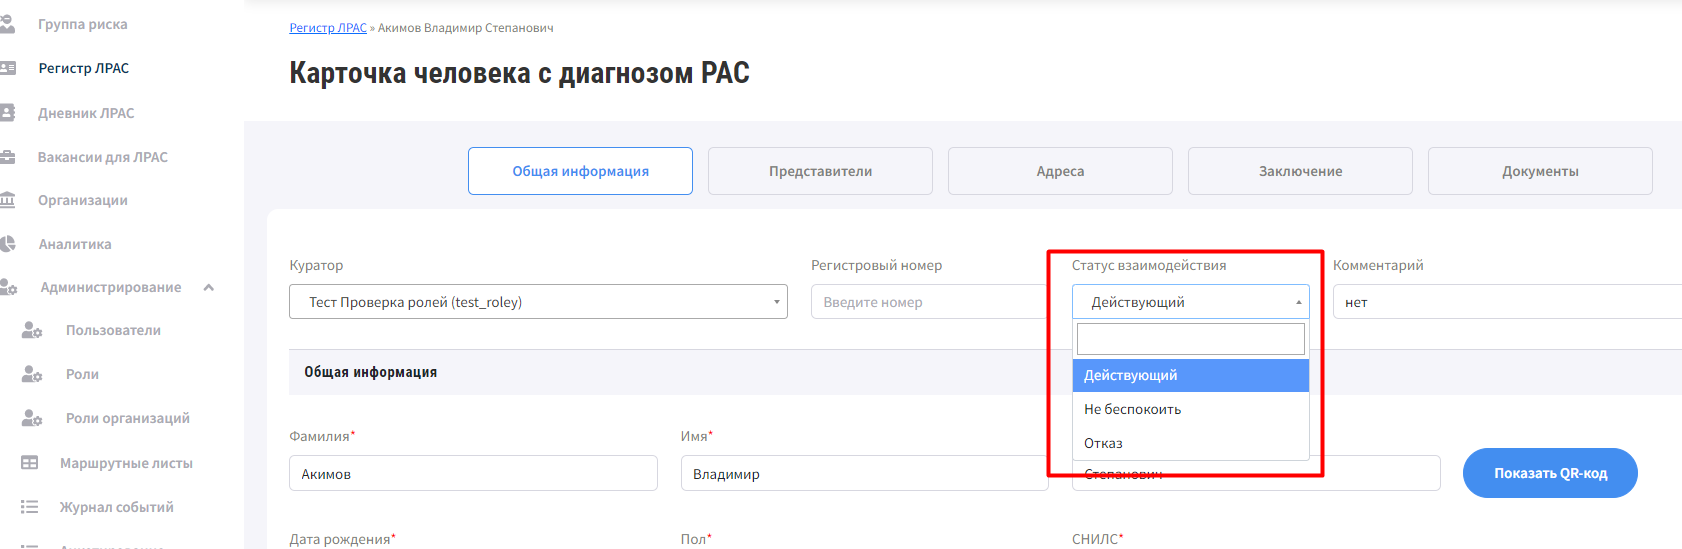 Группа риска
Регистр ЛРАС
Дневник ЛРАС
Вакансии для ЛРАС
Организации
Аналитика
Администрирование
Пользователи
Роли
Роли организаций
Маршрутные листы
Журнал событий
Регистр ЛРАС » Акимов Владимир Степанович
Карточка человека с диагнозом РАС
Общая информация
Представители
Адреса
Заключение
Документы
Куратор
Тест Проверка ролей (test_roley)
Регистровый номер
Введите номер
Статус взаимодействия
Действующий
Действующий
Не беспокоить
Отказ
Комментарий
нет
Общая информация
Фамилия*
Акимов
Имя*
Владимир
Степанович
Показать QR-код
Дата рождения*
Пол*
СНИЛС*